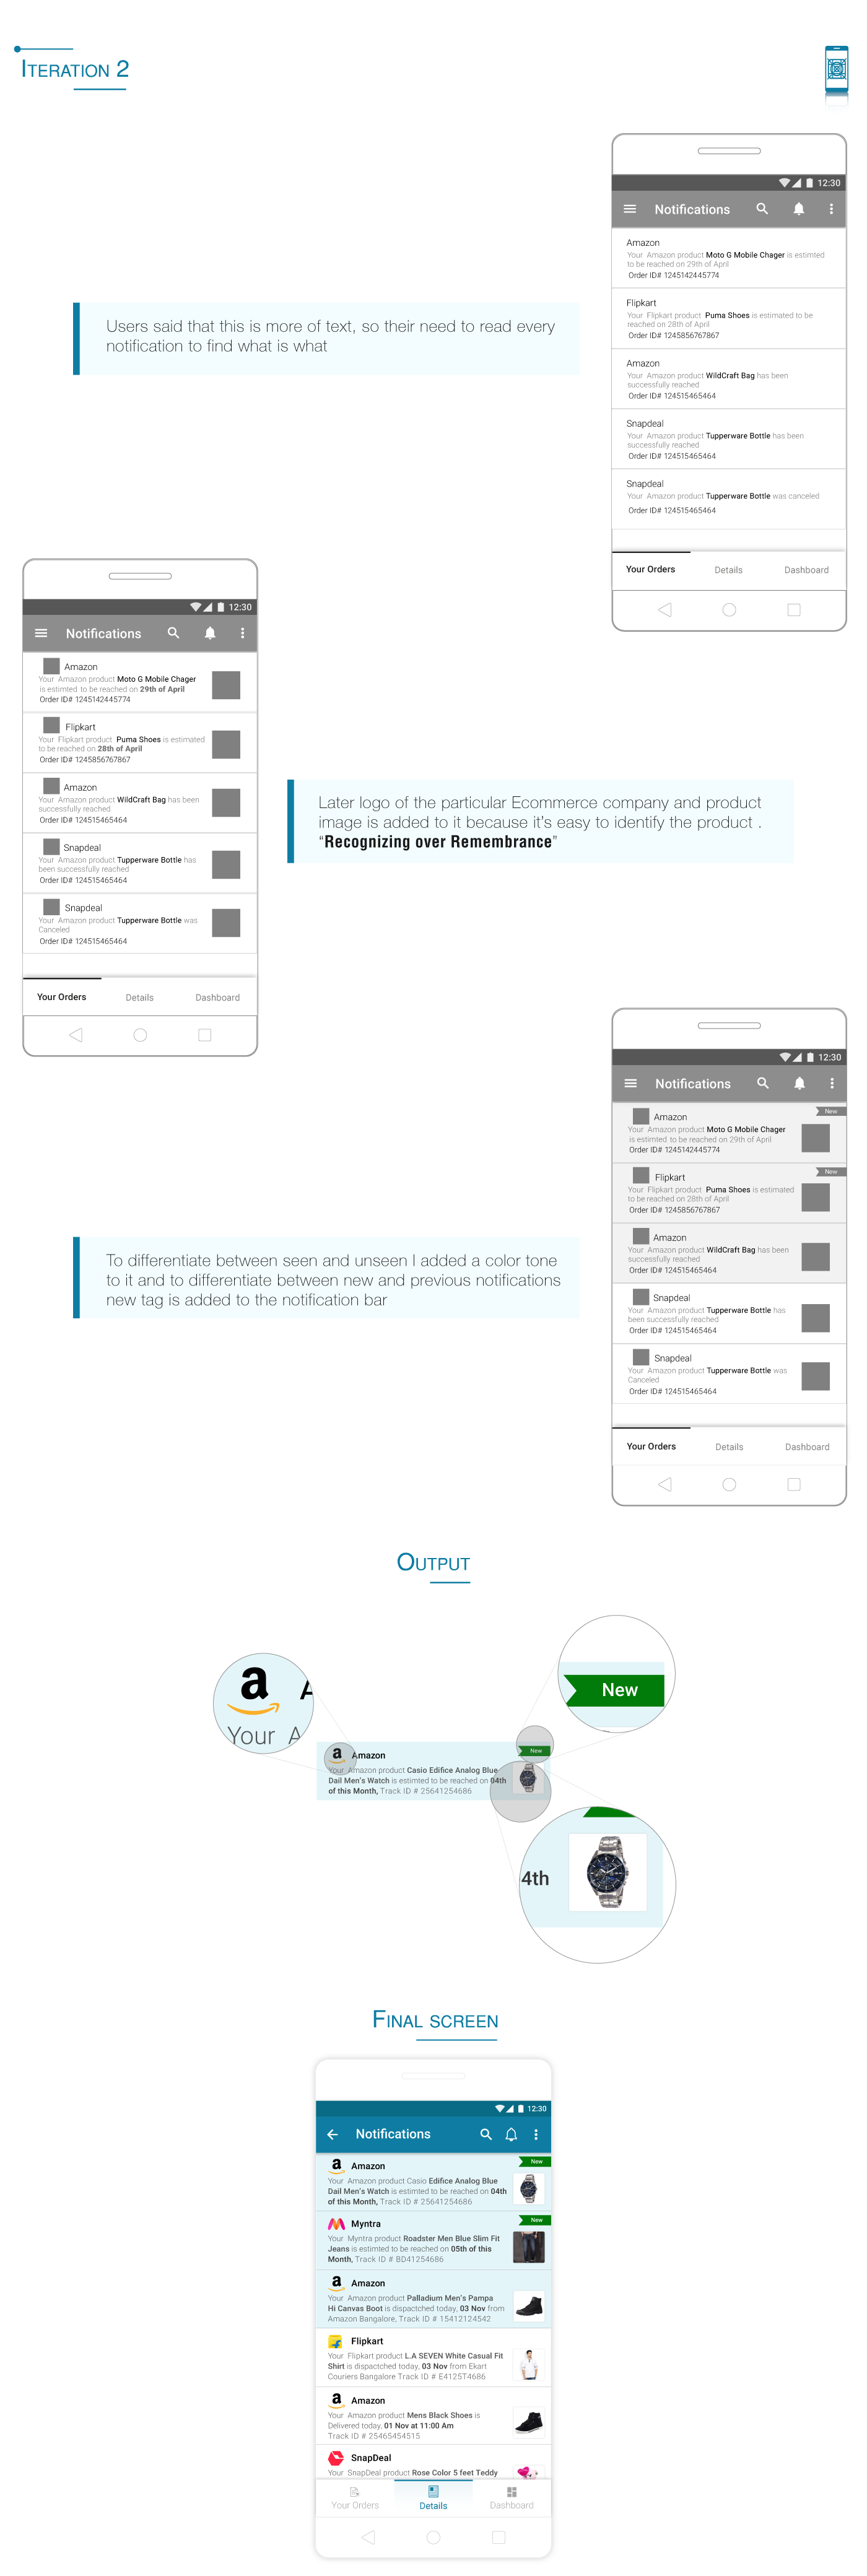 ITERATION 2
12:30
Notifications
Amazon
Your Amazon product Moto G Mobile Chager is estimted
to be reached on 29th of April
Order ID# 1245142445774
Flipkart
Your Flipkart product Puma Shoes is estimated to be
reached on 28th of April
Order ID# 1245856767867
Amazon
Your Amazon product WildCraft Bag has been
successfully reached
Order ID# 124515465464
Snapdeal
Your Amazon product Tupperware Bottle has been
successfully reached
Order ID# 124515465464
Snapdeal
Your Amazon product Tupperware Bottle was canceled
Order ID# 124515465464
Your Orders Details Dashboard
Users said that this is more of text, so their need to read every
notification to find what is what
12:30
Notifications
Amazon
Your Amazon product Moto G Mobile Chager
is estimted to be reached on 29th of April
Order ID# 1245142445774
Flipkart
Your Flipkart product Puma Shoes is estimated
to be reached on 28th of April
Order ID# 1245856767867
Amazon
Your Amazon product WildCraft Bag has been
successfully reached
Order ID# 124515465464
Snapdeal
Your Amazon product Tupperware Bottle has
been successfully reached
Order ID# 124515465464
Snapdeal
Your Amazon product Tupperware Bottle was
Canceled
Order ID# 124515465464
Your Orders Details Dashboard
Later logo of the particular Ecommerce company and product
image is added to it because it's easy to identify the product .
“Recognizing over Remembrance”
12:30
Notifications
New
Amazon
Your Amazon product Moto G Mobile Chager
is estimted to be reached on 29th of April
Order ID# 1245142445774
New
Flipkart
Your Flipkart product Puma Shoes is estimated
to be reached on 28th of April
Order ID# 1245856767867
Amazon
Your Amazon product WildCraft Bag has been
successfully reached
Order ID# 124515465464
Snapdeal
Your Amazon product Tupperware Bottle has
been successfully reached
Order ID# 124515465464
Snapdeal
Your Amazon product Tupperware Bottle was
Canceled
Order ID# 124515465464
Your Orders Details Dashboard
To differentiate between seen and unseen I added a color tone
to it and to differentiate between new and previous notifications
new tag is added to the notification bar
OUTPUT
a A
Your A
New
a Amazon
New
Your Amazon product Casio Edifice Analog Blue
Dail Men's Watch is estimted to be reached on 04th
of this Month, Track ID # 25641254686
4th
FINAL SCREEN
12:30
Notifications
New
a Amazon
Your Amazon product Casio Edifice Analog Blue
Dail Men's Watch is estimted to be reached on 04th
of this Month, Track ID # 25641254686
New
Myntra
Your Myntra product Roadster Men Blue Slim Fit
Jeans is estimted to be reached on 05th of this
Month, Track ID # BD41254686
a Amazon
Your Amazon product Palladium Men's Pampa
Hi Canvas Boot is dispactched today, 03 Nov from
Amazon Bangalore, Track ID # 15412124542
Flipkart
Your Flipkart product L.A SEVEN White Casual Fit
Shirt is dispactched today, 03 Nov from Ekart
Couriers Bangalore Track ID # E4125T4686
a Amazon
Your Amazon product Mens Black Shoes is
Delivered today, 01 Nov at 11:00 Am
Track ID # 25465454515
SnapDeal
Your SnapDeal product Rose Color 5 feet Teddy
Your Orders Details Dashboard